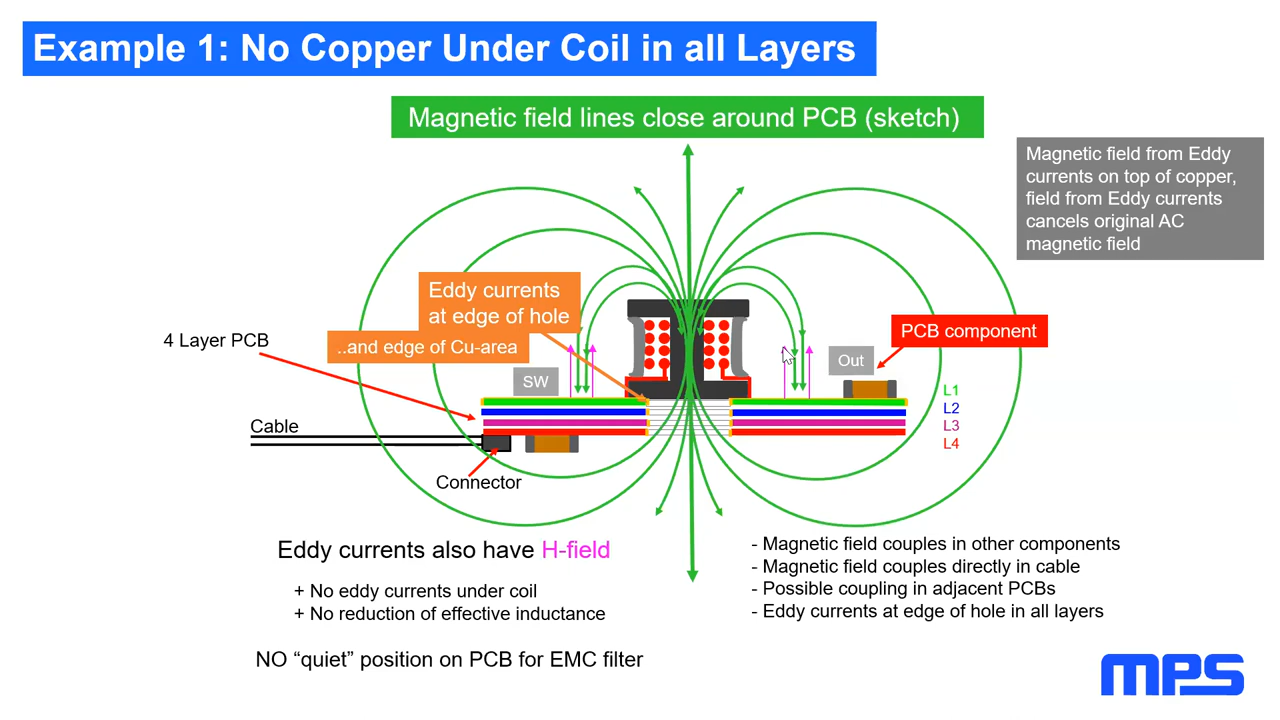 Example 1: No Copper Under Coil in all Layers
Magnetic field lines close around PCB (sketch)
Magnetic field from Eddy
currents on top of copper,
field from Eddy currents
cancels original AC
magnetic field
Eddy currents
at edge of hole
..and edge of Cu-area
4 Layer PCB
PCB component
SW
Out
L1
L2
L3
L4
Cable
Connector
Eddy currents also have H-field
+ No eddy currents under coil
+ No reduction of effective inductance
NO “quiet” position on PCB for EMC filter
- Magnetic field couples in other components
- Magnetic field couples directly in cable
- Possible coupling in adjacent PCBs
- Eddy currents at edge of hole in all layers
mPS